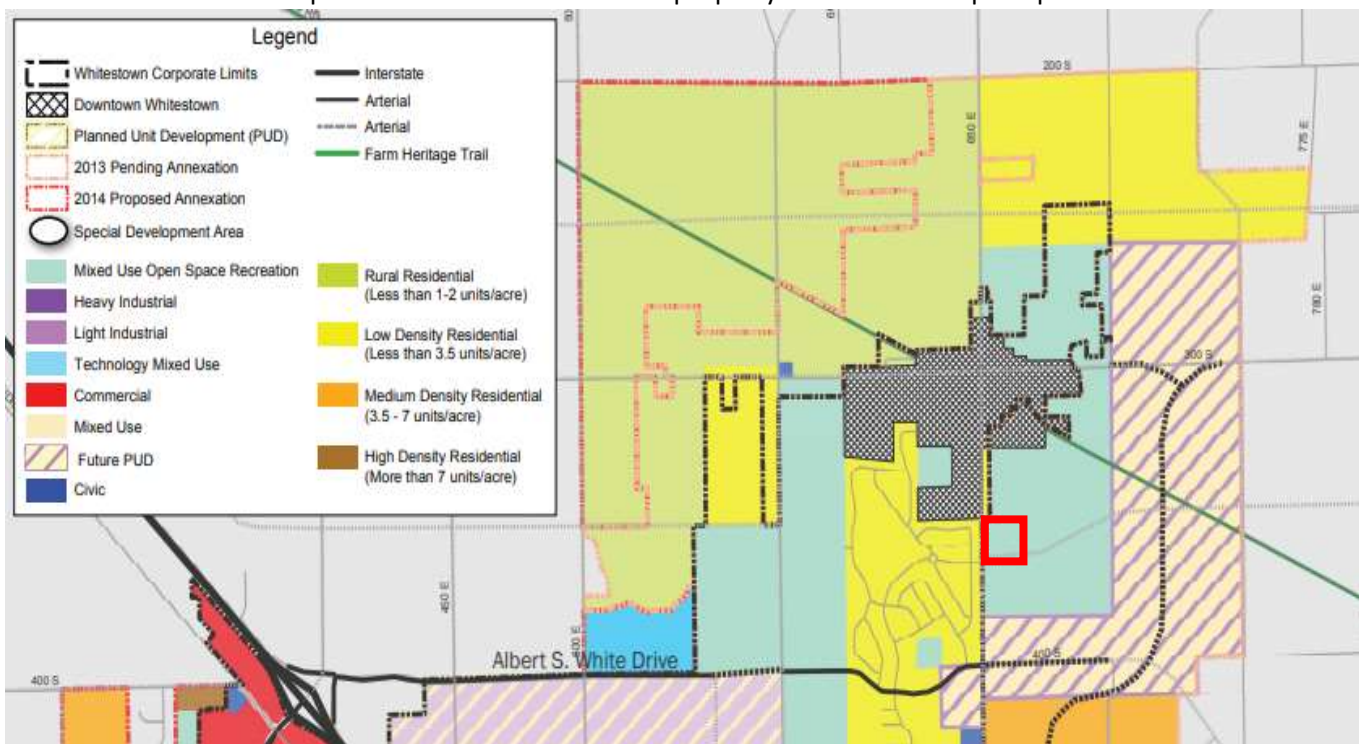 Legend
Whitestown Corporate Limits
Downtown Whitestown
Planned Unit Development (PUD)
2013 Pending Annexation
2014 Proposed Annexation
Special Development Area
Interstate
Arterial
Arterial
Farm Heritage Trail
Mixed Use Open Space Recreation
Heavy Industrial
Light Industrial
Technology Mixed Use
Commercial
Mixed Use
Future PUD
Civic
Rural Residential
(Less than 1-2 units/acre)
Low Density Residential
(Less than 3.5 units/acre)
Medium Density Residential
(3.5 - 7 units/acre)
High Density Residential
(More than 7 units/acre)
200 S
650 E
775 E
780 E
300 S
450 E
Albert S. White Drive
400 S
400 S